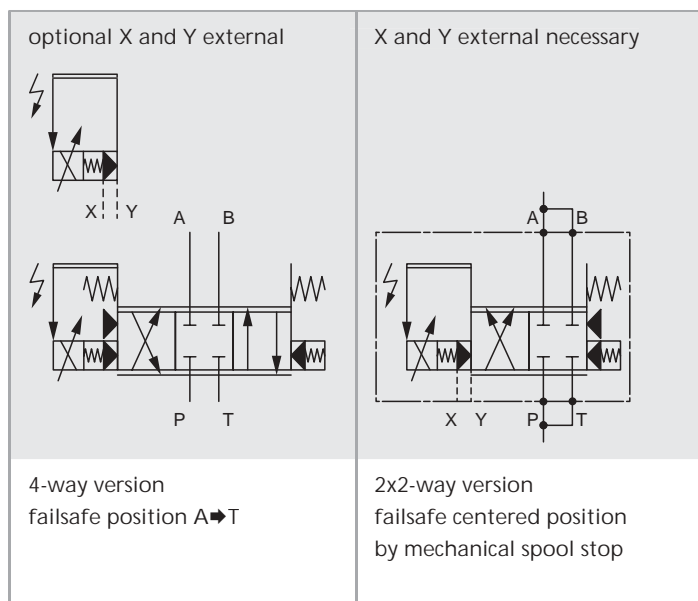 optional X and Y external
X Y
A B
P T
4-way version
failsafe position A➡T
X and Y external necessary
A B
X Y P T
2x2-way version
failsafe centered position
by mechanical spool stop